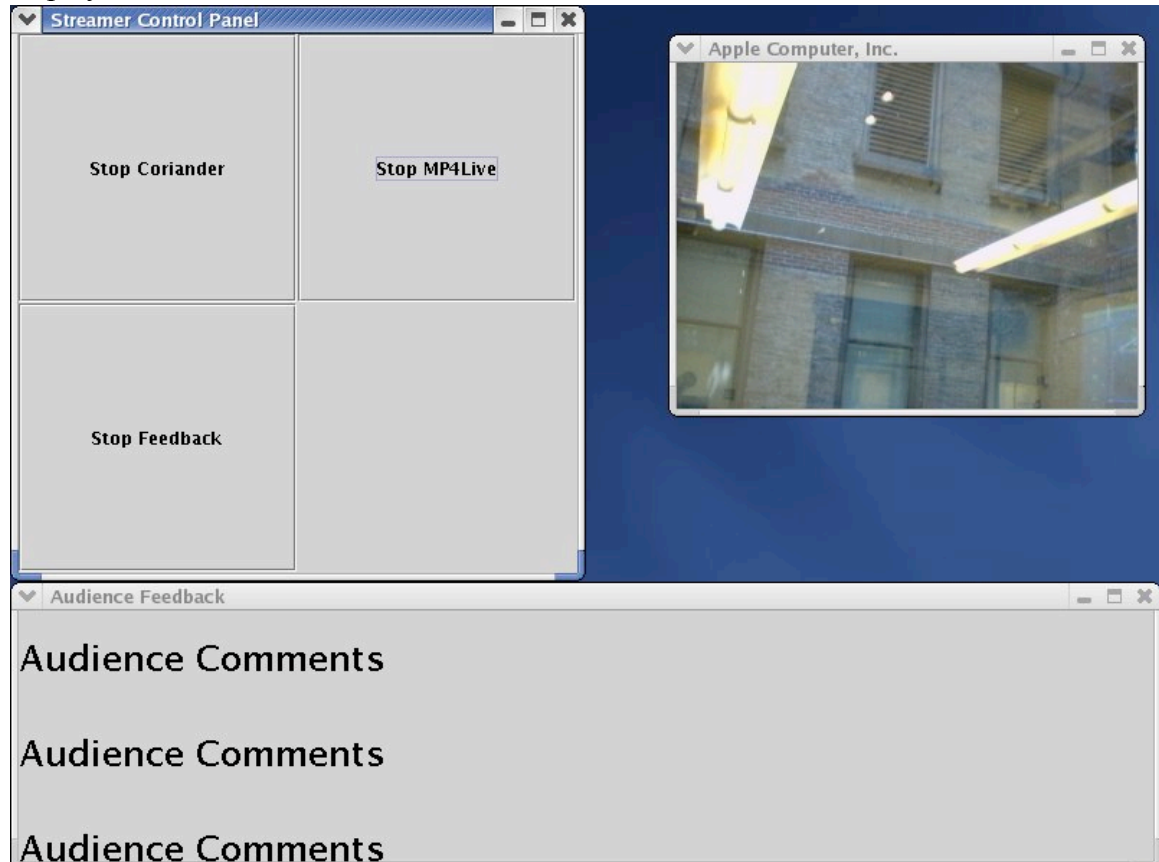 Streamer Control Panel
Apple Computer, Inc.
Stop Coriander
Stop MP4Live
Stop Feedback
Audience Feedback
Audience Comments
Audience Comments
Audience Comments